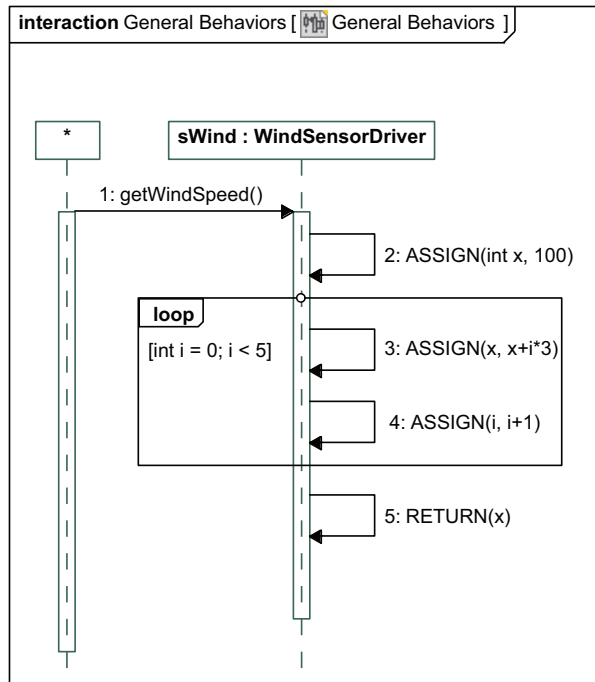 interaction General Behaviors [ General Behaviors ]
*
sWind : WindSensorDriver
1: getWindSpeed()
2: ASSIGN(int x, 100)
loop
[int i = 0; i < 5]
3: ASSIGN(x, x+i*3)
4: ASSIGN(i, i+1)
5: RETURN(x)